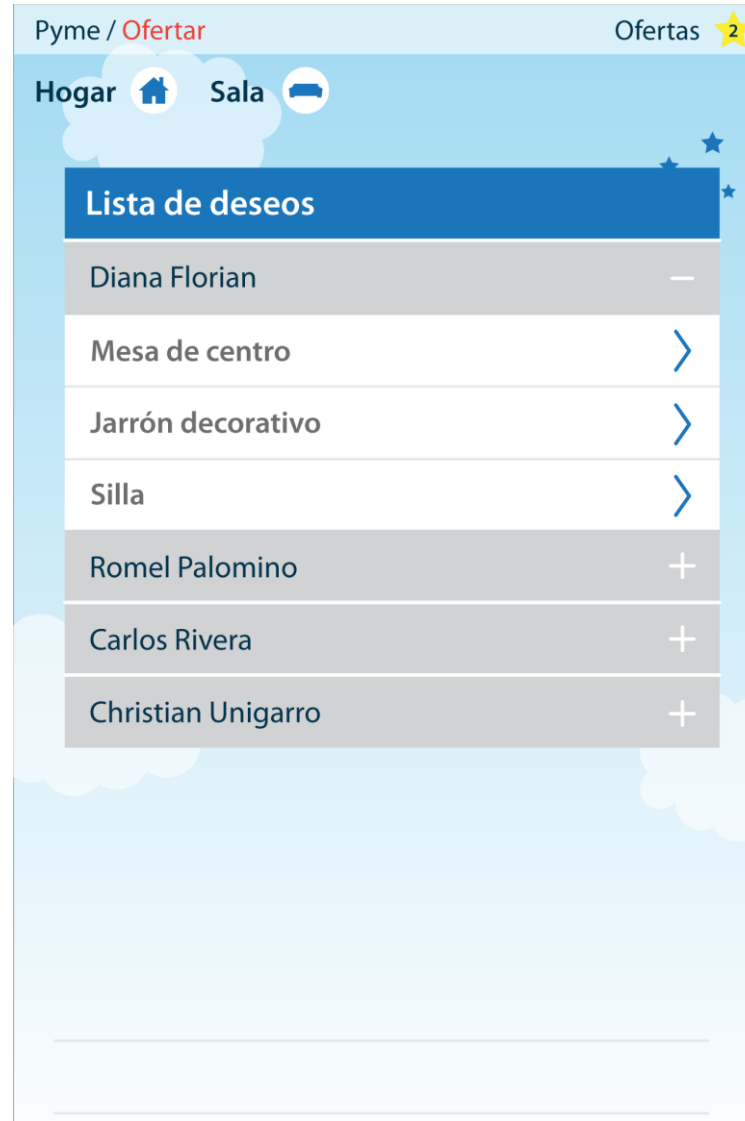 Pyme / Ofertar Ofertas 2
Hogar Sala
Lista de deseos
Diana Florian
Mesa de centro
Jarrón decorativo
Silla
Romel Palomino
Carlos Rivera
Christian Unigarro